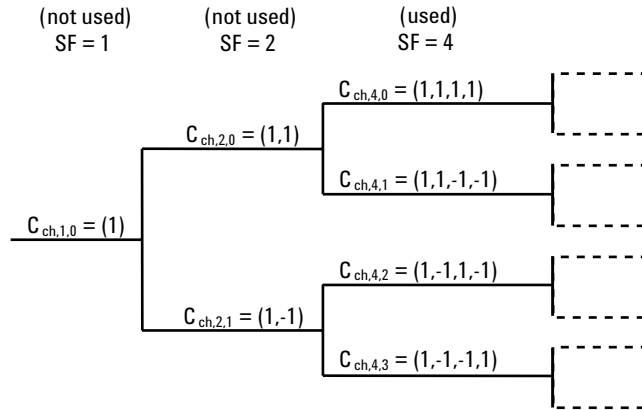 (not used) (not used) (used)
SF = 1 SF = 2 SF = 4
C ch,4,0 = (1,1,1,1)
C ch,2,0 = (1,1)
C ch,4,1 = (1,1,-1,-1)
C ch,1,0 = (1)
C ch,4,2 = (1,-1,1,-1)
C ch,2,1 = (1,-1)
C ch,4,3 = (1,-1,-1,1)